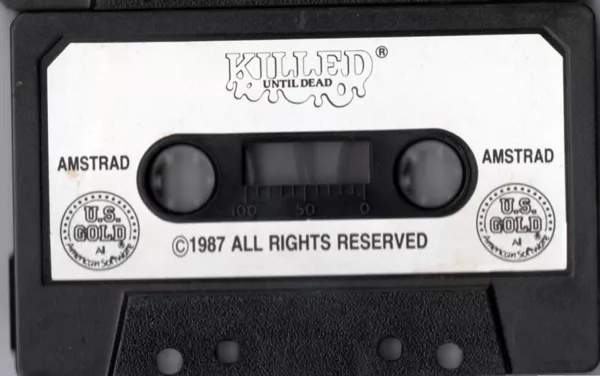 KILLED®
UNTIL DEAD
AMSTRAD
AMSTRAD
U.S.
GOLD®
All
American Software
U.S.
GOLD®
All
American Software
100 50 0
©1987 ALL RIGHTS RESERVED